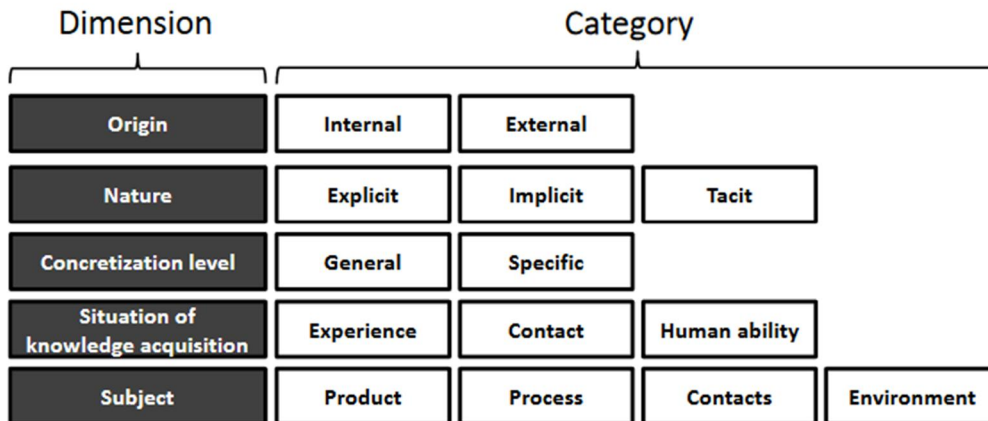 Dimension Category
Origin Internal External
Nature Explicit Implicit Tacit
Concretization level General Specific
Situation of
knowledge acquisition Experience Contact Human ability
Subject Product Process Contacts Environment